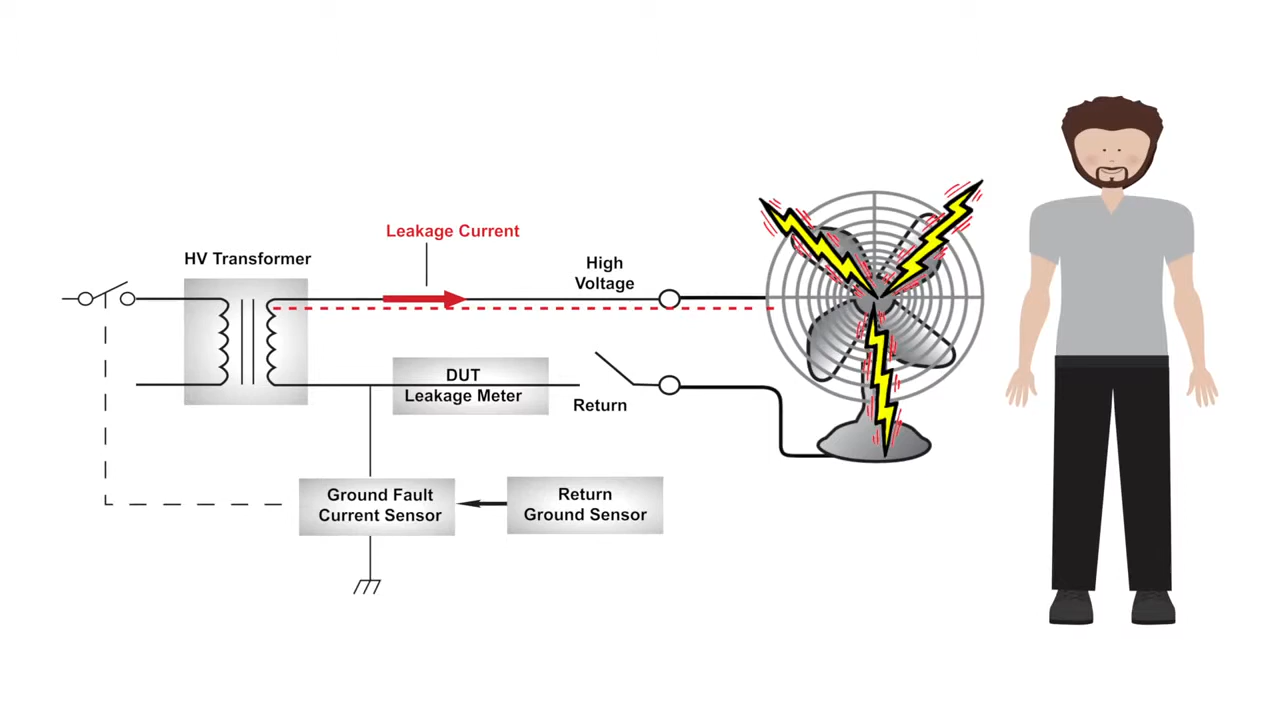 Leakage Current
HV Transformer
High
Voltage
DUT
Leakage Meter
Return
Ground Fault
Current Sensor
Return
Ground Sensor